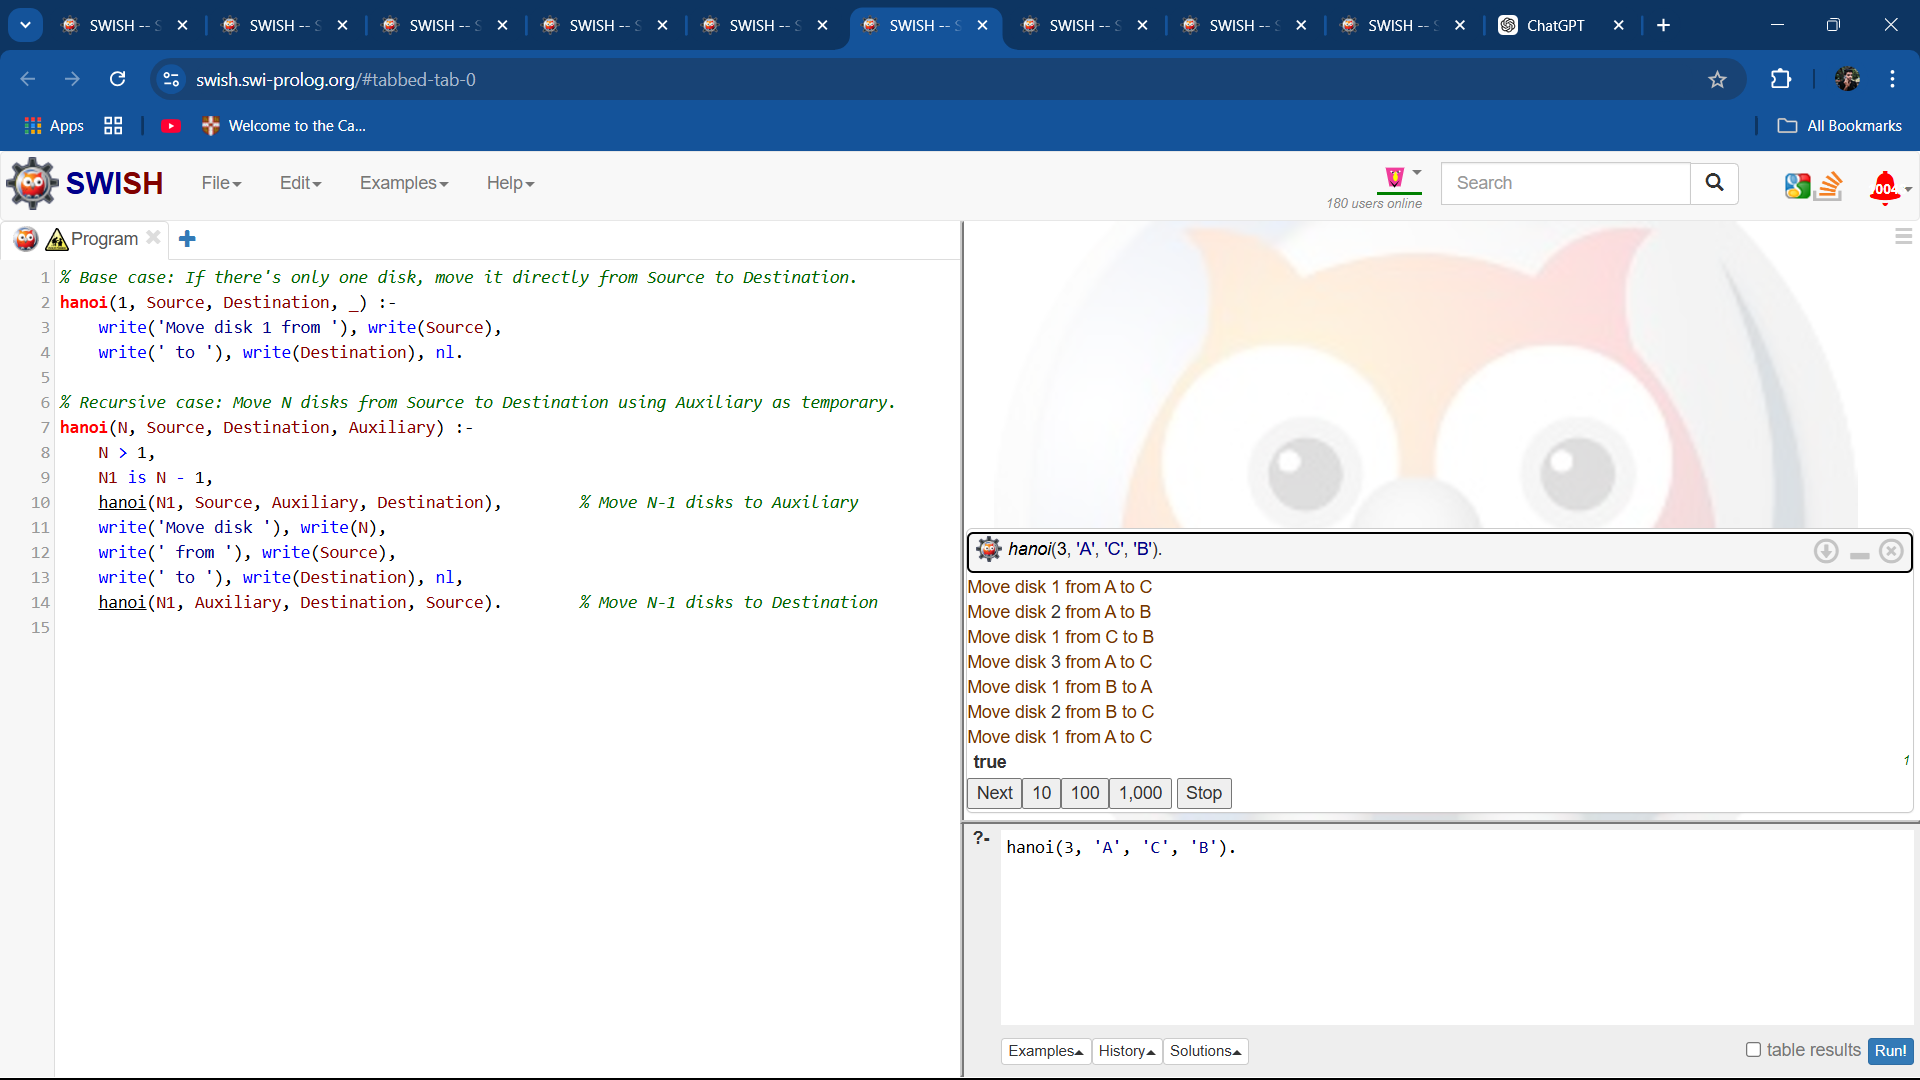 SWISH -- S
SWISH -- S
SWISH -- S
SWISH -- S
SWISH -- S
SWISH -- S
SWISH -- S
SWISH -- S
SWISH -- S
ChatGPT
swish.swi-prolog.org/#tabbed-tab-0
Apps
Welcome to the Ca...
All Bookmarks
SWISH
File
Edit
Examples
Help
180 users online
Search
Program
1 % Base case: If there's only one disk, move it directly from Source to Destination.
2 hanoi(1, Source, Destination, _) :-
3 write('Move disk 1 from '), write(Source),
4 write(' to '), write(Destination), nl.
5
6 % Recursive case: Move N disks from Source to Destination using Auxiliary as temporary.
7 hanoi(N, Source, Destination, Auxiliary) :-
8 N > 1,
9 N1 is N - 1,
10 hanoi(N1, Source, Auxiliary, Destination), % Move N-1 disks to Auxiliary
11 write('Move disk '), write(N),
12 write(' from '), write(Source),
13 write(' to '), write(Destination), nl,
14 hanoi(N1, Auxiliary, Destination, Source). % Move N-1 disks to Destination
15
hanoi(3, 'A', 'C', 'B').
Move disk 1 from A to C
Move disk 2 from A to B
Move disk 1 from C to B
Move disk 3 from A to C
Move disk 1 from B to A
Move disk 2 from B to C
Move disk 1 from A to C
true 1
Next 10 100 1,000 Stop
?- hanoi(3, 'A', 'C', 'B').
Examples History Solutions
table results Run!